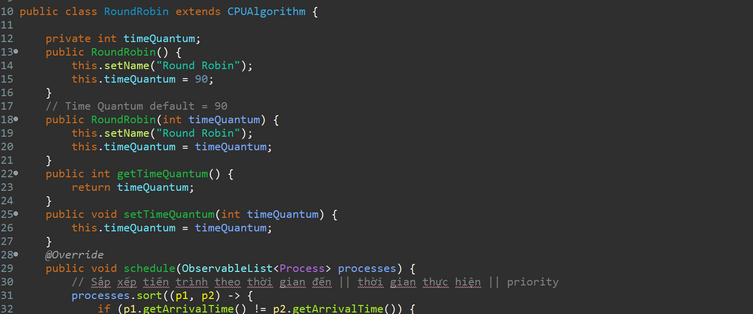 10 public class RoundRobin extends CPUAlgorithm {
11
12 private int timeQuantum;
13 public RoundRobin() {
14 this.setName("Round Robin");
15 this.timeQuantum = 90;
16 }
17 // Time Quantum default = 90
18 public RoundRobin(int timeQuantum) {
19 this.setName("Round Robin");
20 this.timeQuantum = timeQuantum;
21 }
22 public int getTimeQuantum() {
23 return timeQuantum;
24 }
25 public void setTimeQuantum(int timeQuantum) {
26 this.timeQuantum = timeQuantum;
27 }
28 @Override
29 public void schedule(ObservableList<Process> processes) {
30 // Sắp xếp tiến trình theo thời gian đến || thời gian thực hiện || priority
31 processes.sort((p1, p2) -> {
32 if (p1.getArrivalTime() != p2.getArrivalTime()) {